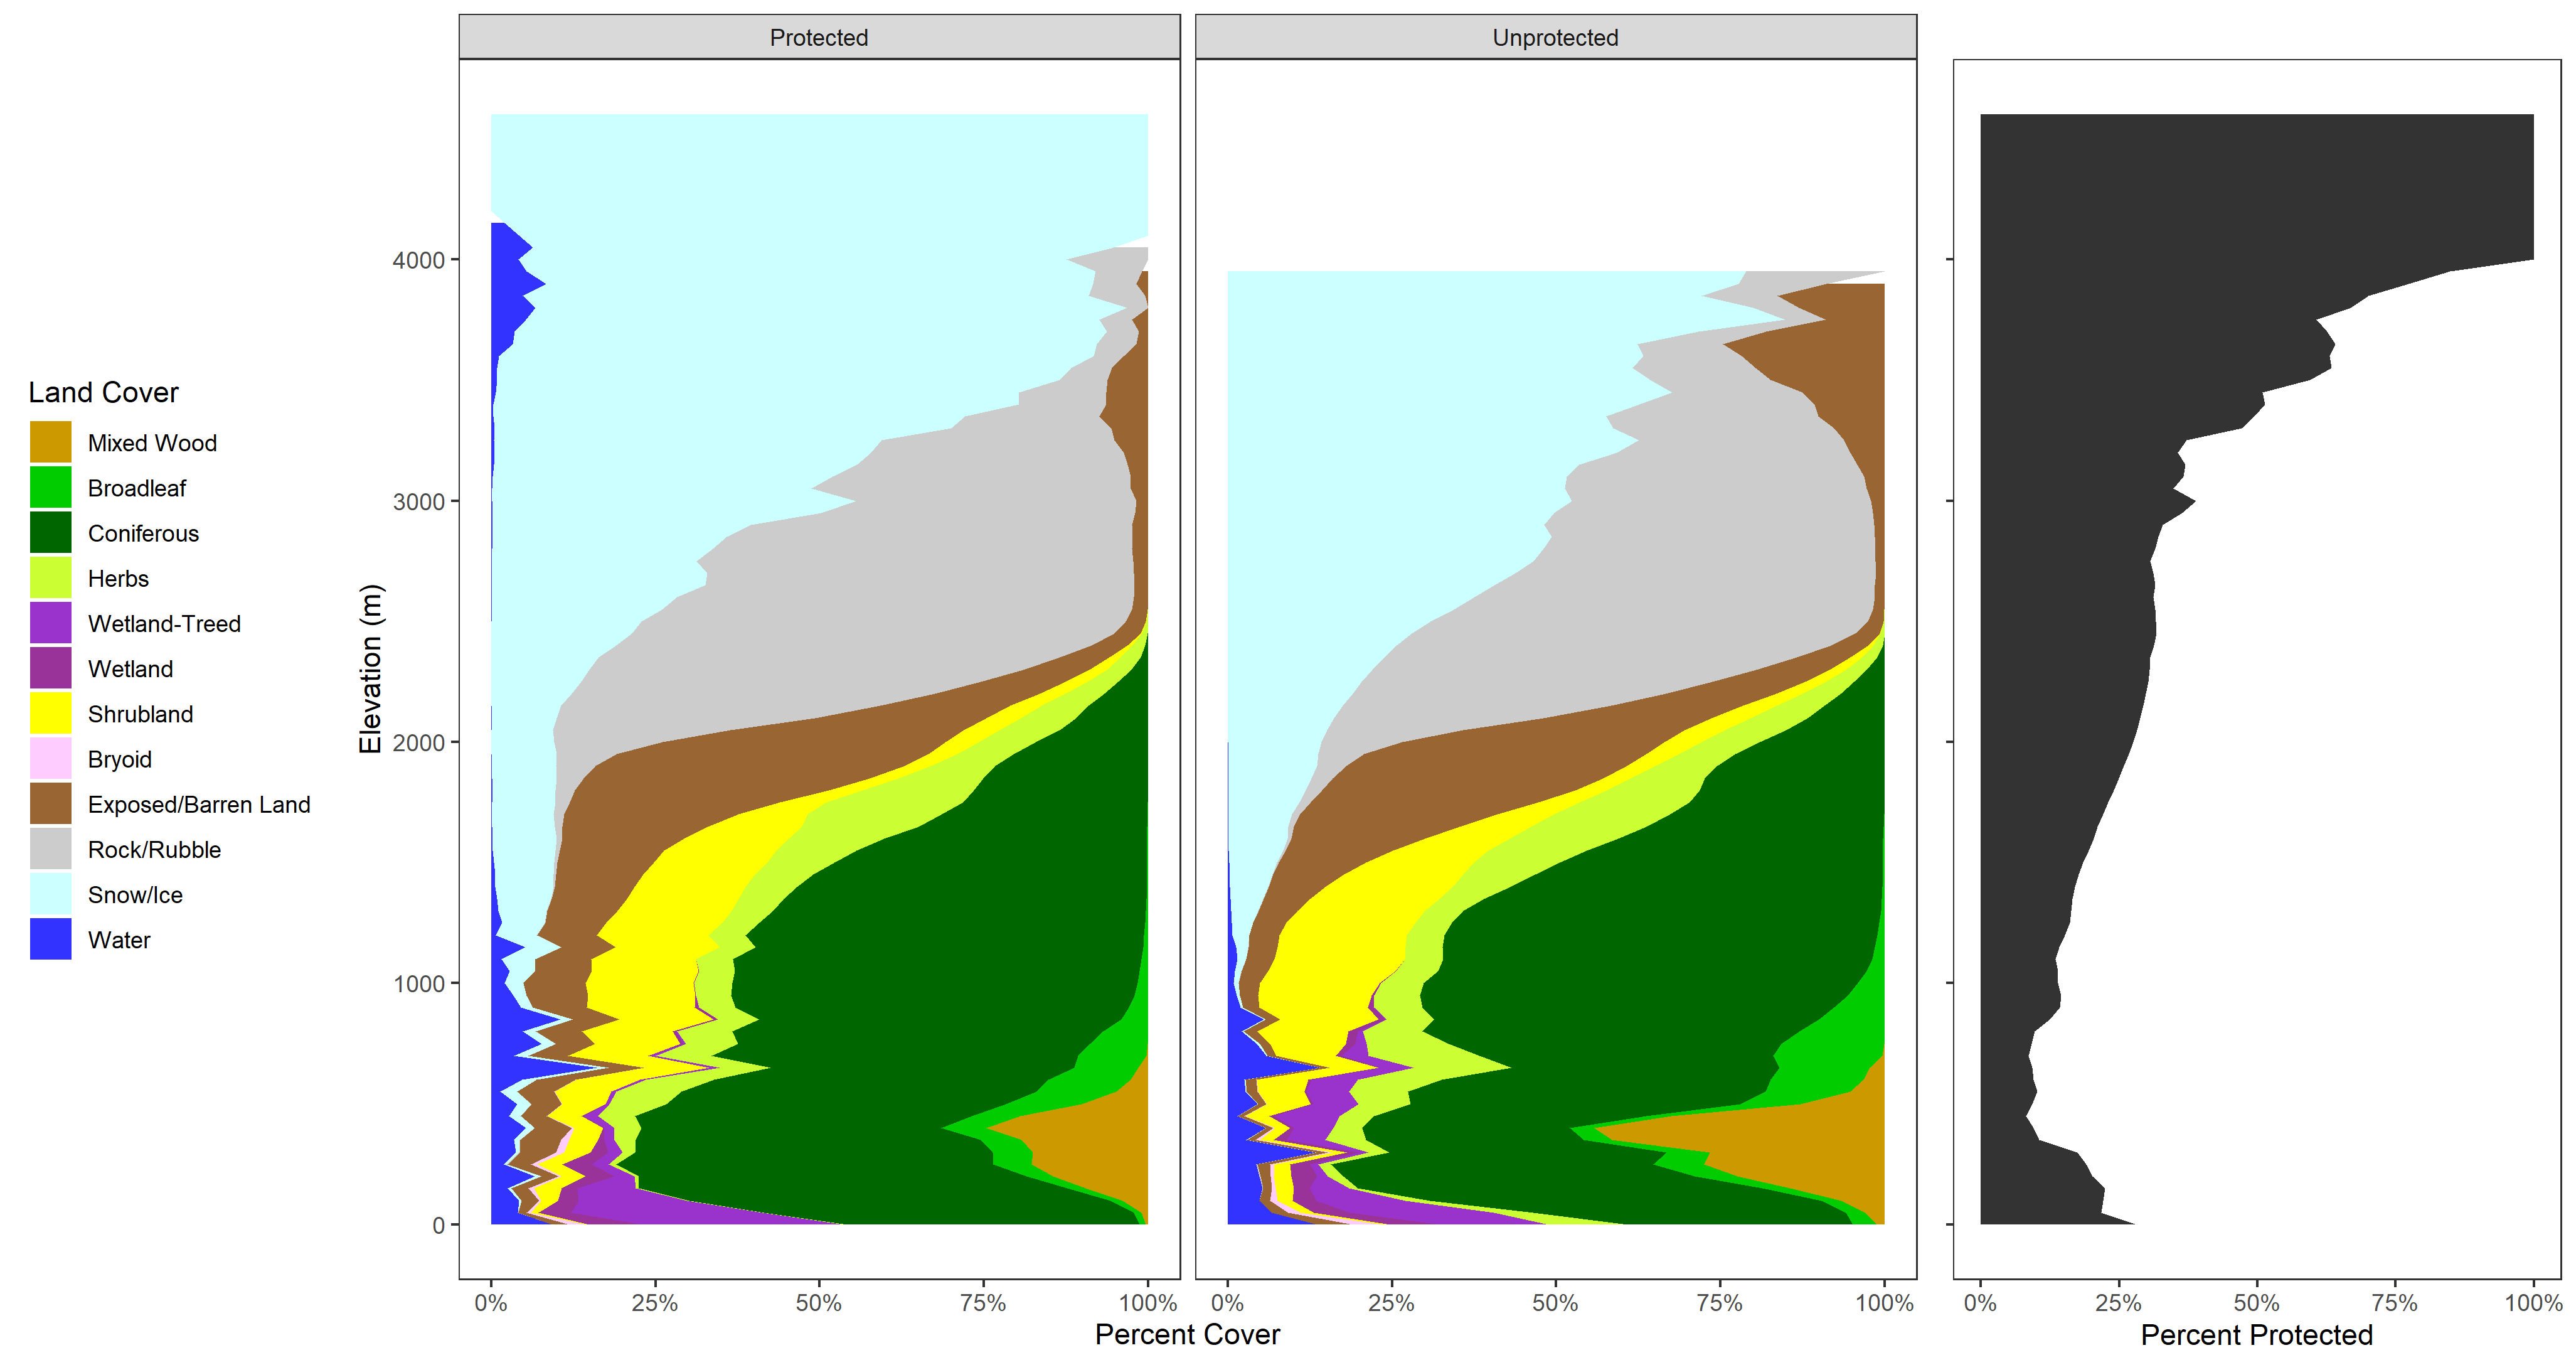 Protected
Unprotected
Land Cover
Mixed Wood
Broadleaf
Coniferous
Herbs
Wetland-Treed
Wetland
Shrubland
Bryoid
Exposed/Barren Land
Rock/Rubble
Snow/Ice
Water
Elevation (m)
4000
3000
2000
1000
0
0% 25% 50% 75% 100%
0% 25% 50% 75% 100%
0% 25% 50% 75% 100%
Percent Cover
Percent Protected